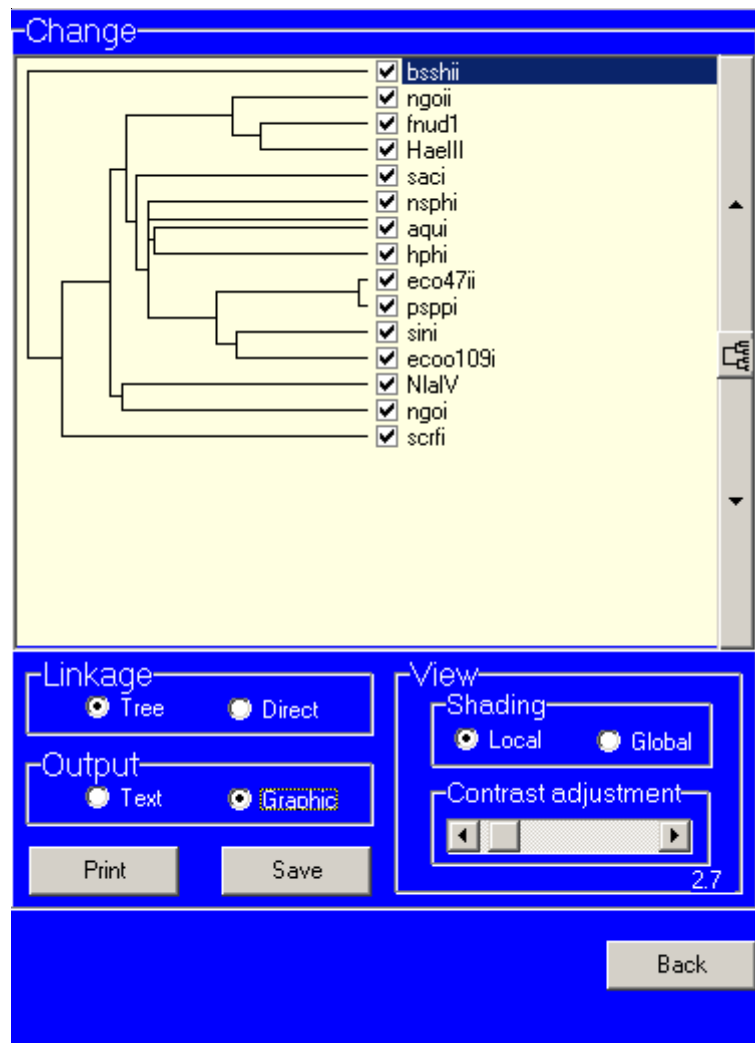 Change
bsshii
ngoii
fnud1
HaeIII
saci
nsphi
aqui
hphi
eco47ii
psppi
sini
ecoo109i
NlaIV
ngoi
scrfi
Linkage
Tree Direct
Output
Text Graphic
Print Save
View
Shading
Local Global
Contrast adjustment
2.7
Back